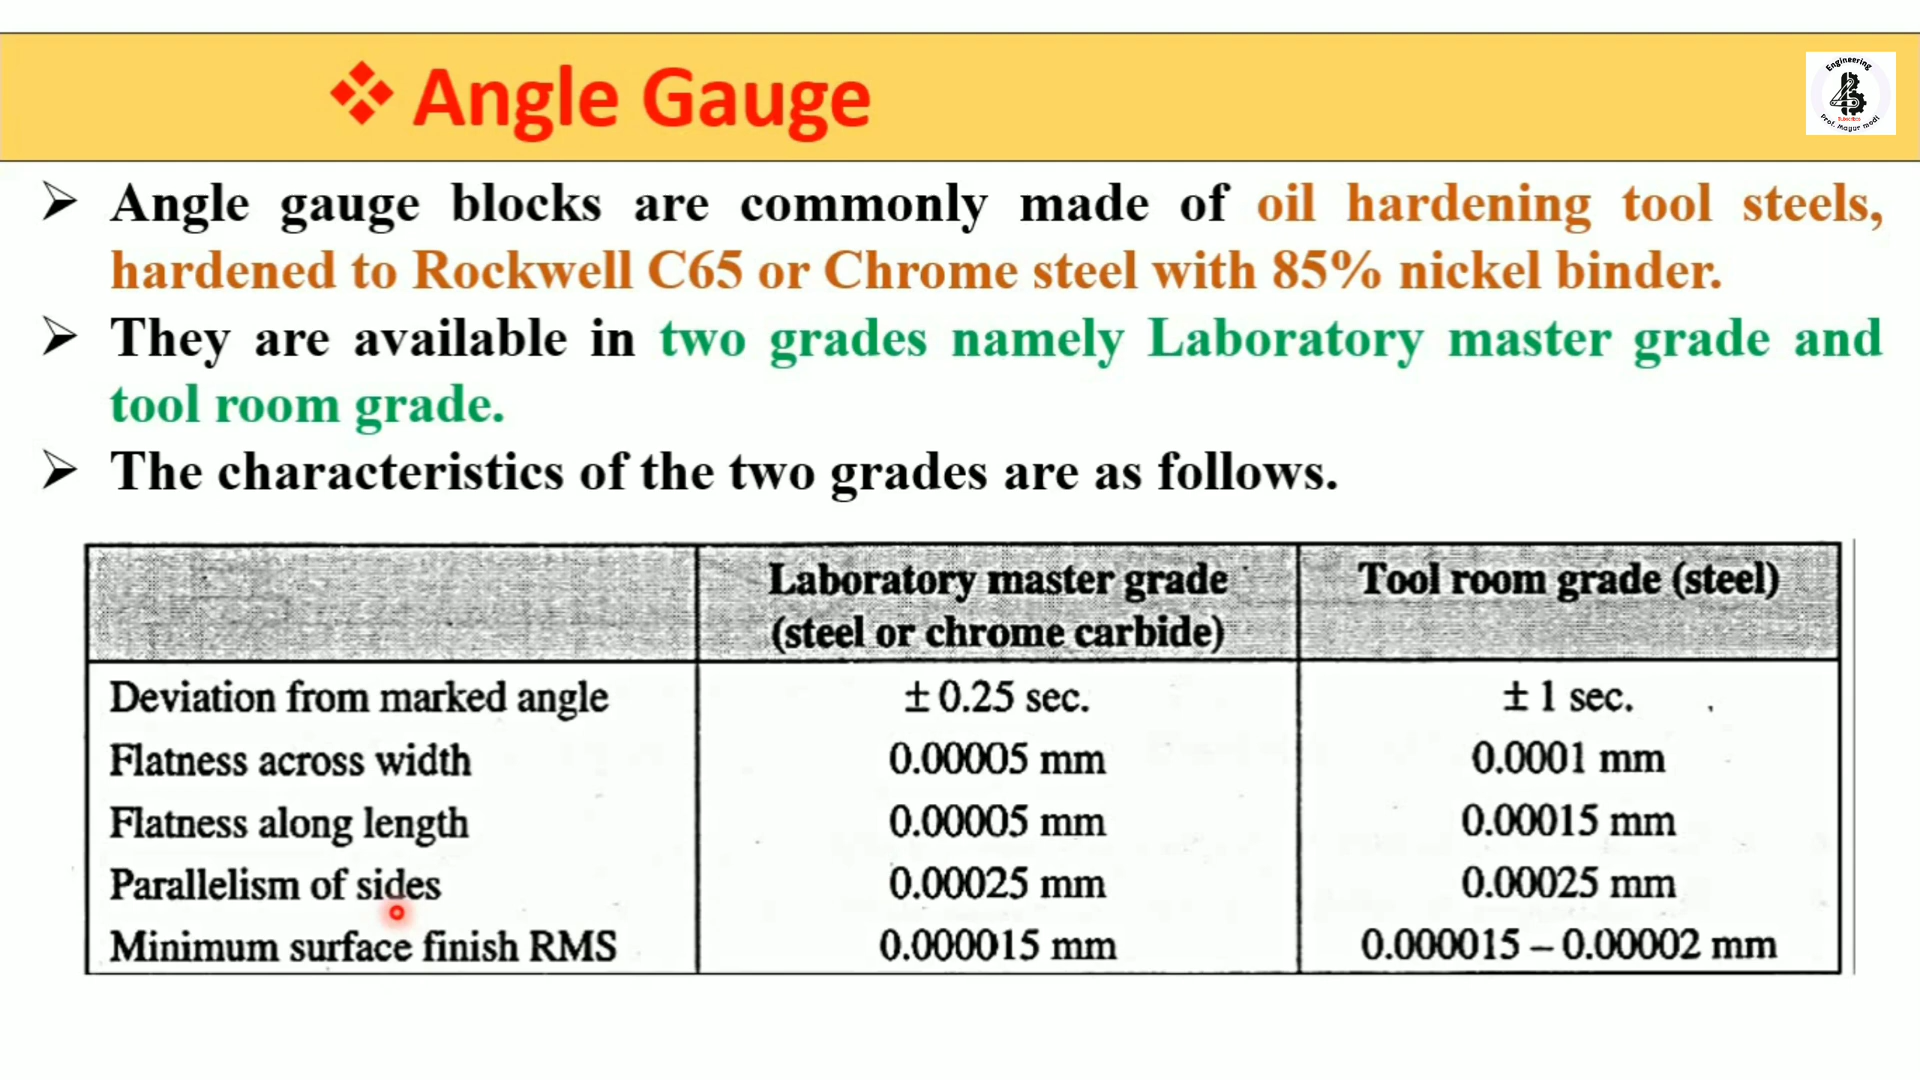 ❖ Angle Gauge
Engineering
Subscribed
Prof. Mayur modi
➢ Angle gauge blocks are commonly made of oil hardening tool steels,
hardened to Rockwell C65 or Chrome steel with 85% nickel binder.
➢ They are available in two grades namely Laboratory master grade and
tool room grade.
➢ The characteristics of the two grades are as follows.
Laboratory master grade Tool room grade (steel)
(steel or chrome carbide)
Deviation from marked angle ± 0.25 sec. ± 1 sec.
Flatness across width 0.00005 mm 0.0001 mm
Flatness along length 0.00005 mm 0.00015 mm
Parallelism of sides 0.00025 mm 0.00025 mm
Minimum surface finish RMS 0.000015 mm 0.000015 – 0.00002 mm